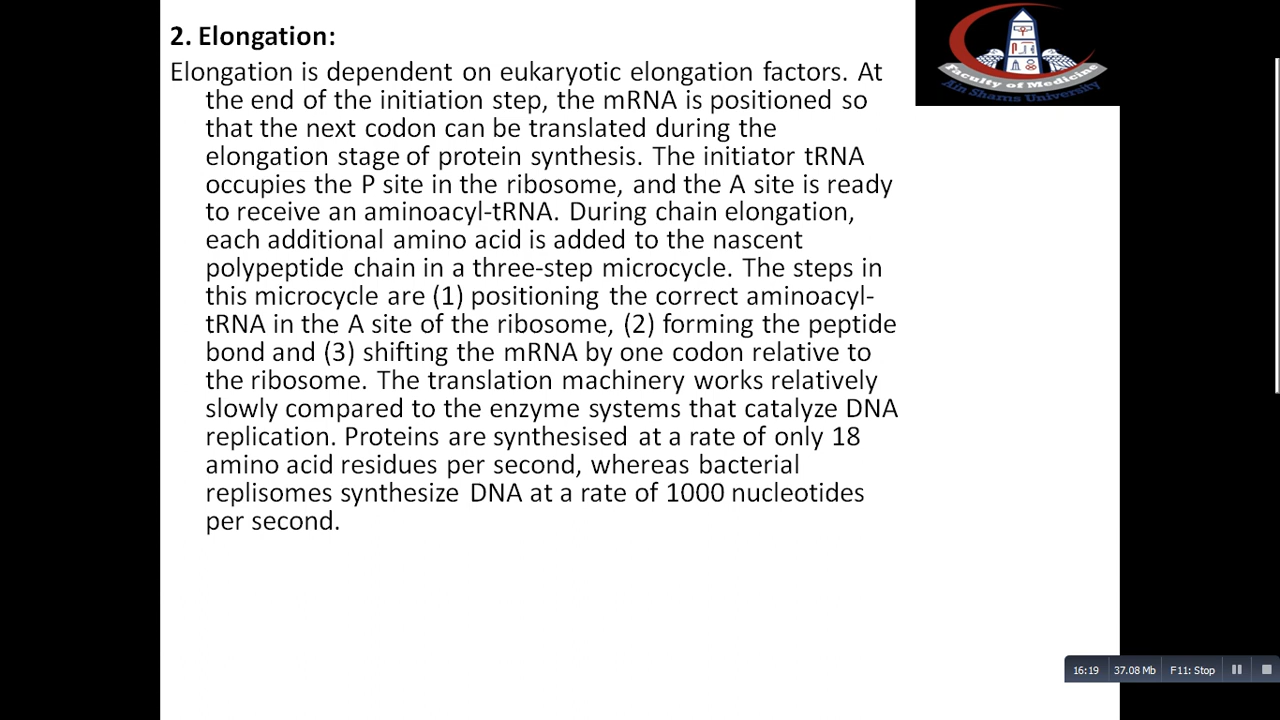 2. Elongation:
Elongation is dependent on eukaryotic elongation factors. At
the end of the initiation step, the mRNA is positioned so
that the next codon can be translated during the
elongation stage of protein synthesis. The initiator tRNA
occupies the P site in the ribosome, and the A site is ready
to receive an aminoacyl-tRNA. During chain elongation,
each additional amino acid is added to the nascent
polypeptide chain in a three-step microcycle. The steps in
this microcycle are (1) positioning the correct aminoacyl-
tRNA in the A site of the ribosome, (2) forming the peptide
bond and (3) shifting the mRNA by one codon relative to
the ribosome. The translation machinery works relatively
slowly compared to the enzyme systems that catalyze DNA
replication. Proteins are synthesised at a rate of only 18
amino acid residues per second, whereas bacterial
replisomes synthesize DNA at a rate of 1000 nucleotides
per second.
Faculty of Medicine
Ain Shams University
16:19 37.08 Mb F11: Stop